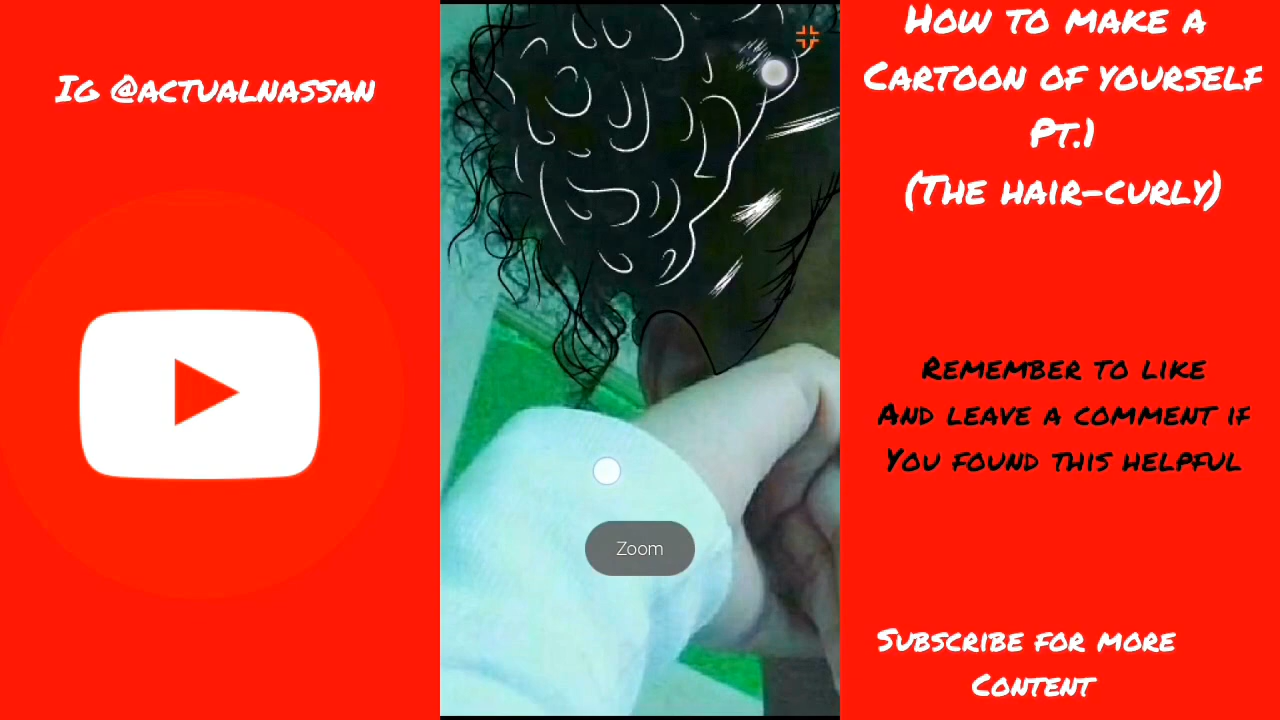 Ig @actualnassan
How to make a
Cartoon of yourself
Pt.1
(The hair-curly)
Remember to like
And leave a comment if
You found this helpful
Zoom
Subscribe for more
Content